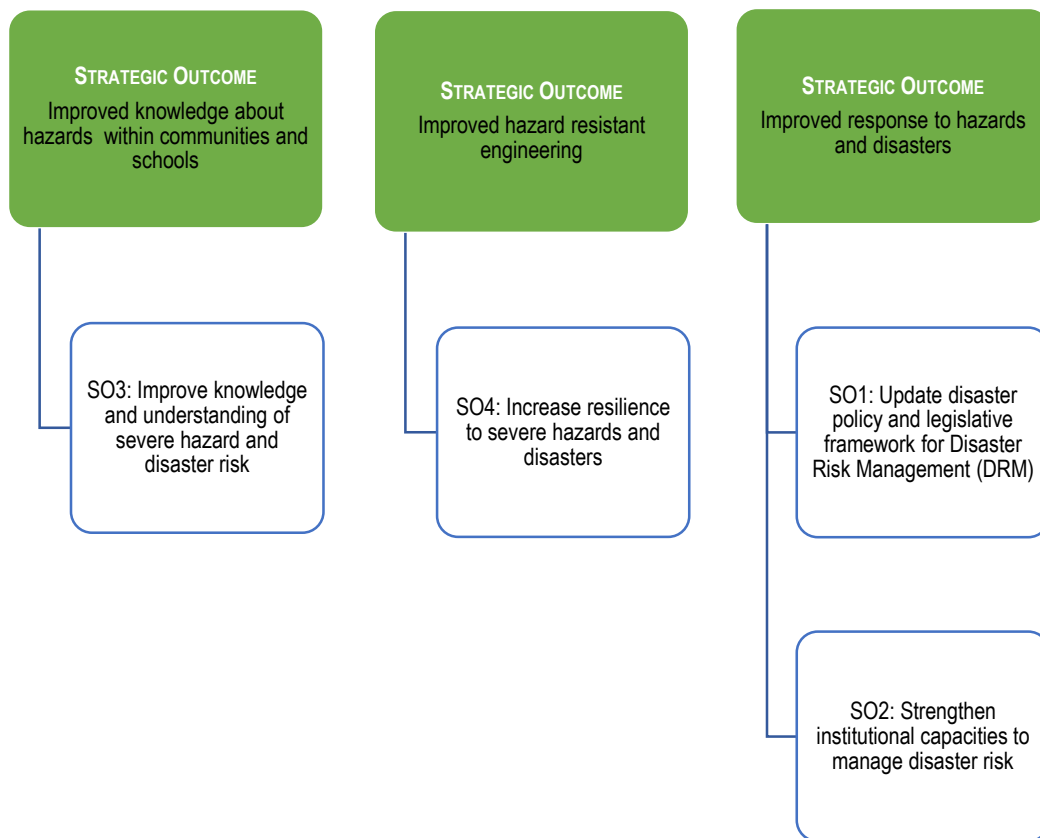 STRATEGIC OUTCOME
Improved knowledge about
hazards within communities and
schools
SO3: Improve knowledge
and understanding of
severe hazard and
disaster risk
STRATEGIC OUTCOME
Improved hazard resistant
engineering
SO4: Increase resilience
to severe hazards and
disasters
STRATEGIC OUTCOME
Improved response to hazards
and disasters
SO1: Update disaster
policy and legislative
framework for Disaster
Risk Management (DRM)
SO2: Strengthen
institutional capacities to
manage disaster risk